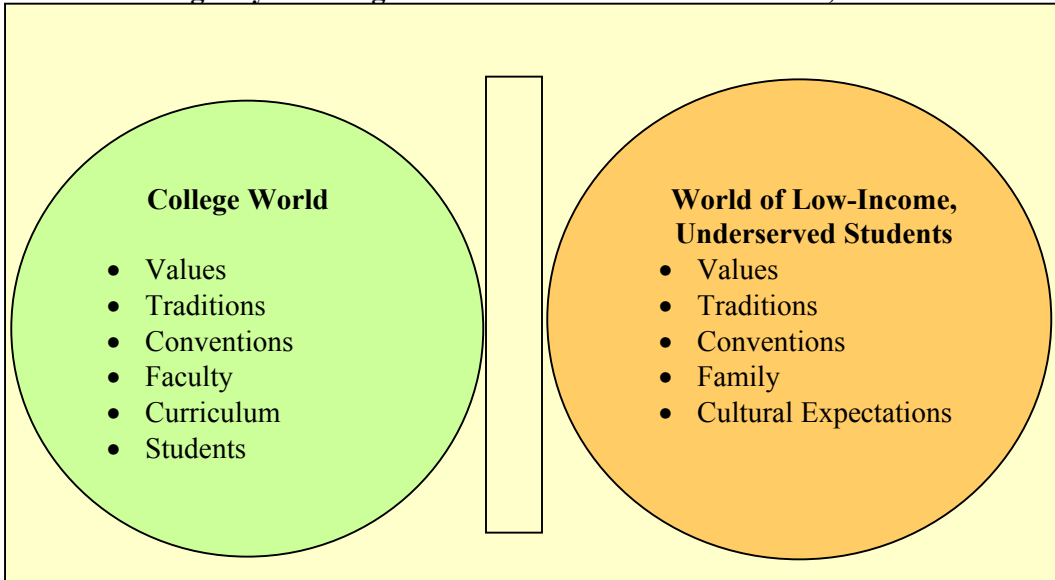 College World
• Values
• Traditions
• Conventions
• Faculty
• Curriculum
• Students
World of Low-Income,
Underserved Students
• Values
• Traditions
• Conventions
• Family
• Cultural Expectations